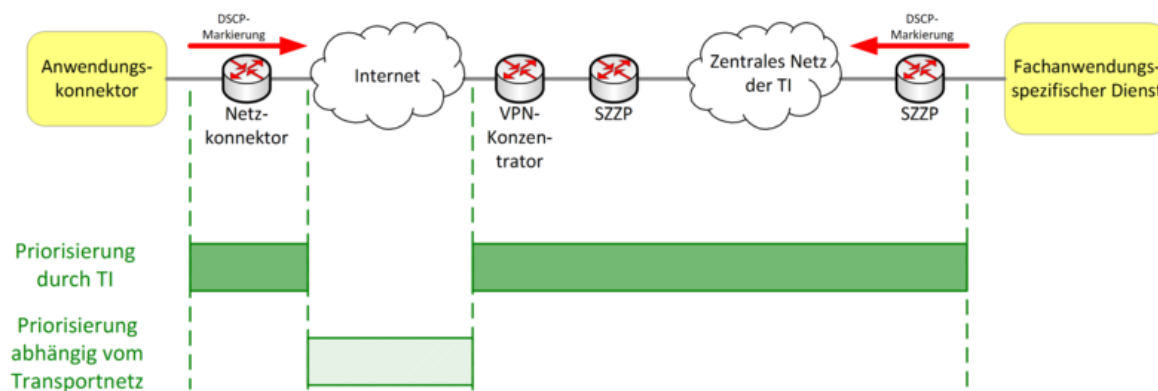 DSCP-
Markierung
DSCP-
Markierung
Anwendungs-
konnektor
Internet
Zentrales Netz
der TI
Fachanwendungs-
spezifischer Dienst
Netz-
konnektor
VPN-
Konzen-
trator
SZZP
SZZP
Priorisierung
durch TI
Priorisierung
abhängig vom
Transportnetz